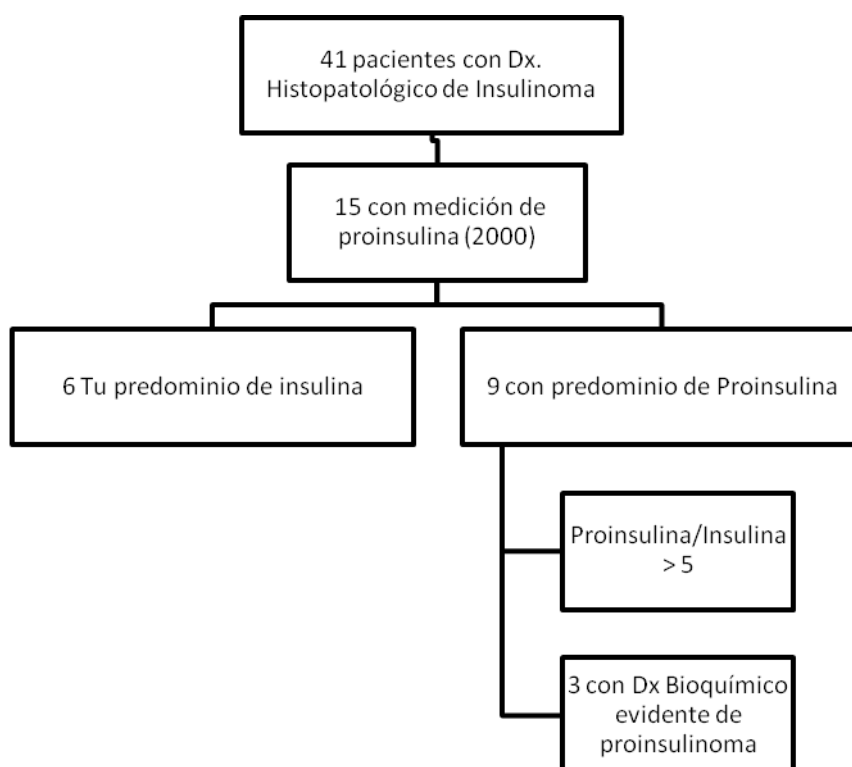 41 pacientes con Dx.
Histopatológico de Insulinoma
15 con medición de
proinsulina (2000)
6 Tu predominio de insulina
9 con predominio de Proinsulina
Proinsulina/Insulina
> 5
3 con Dx Bioquímico
evidente de
proinsulinoma